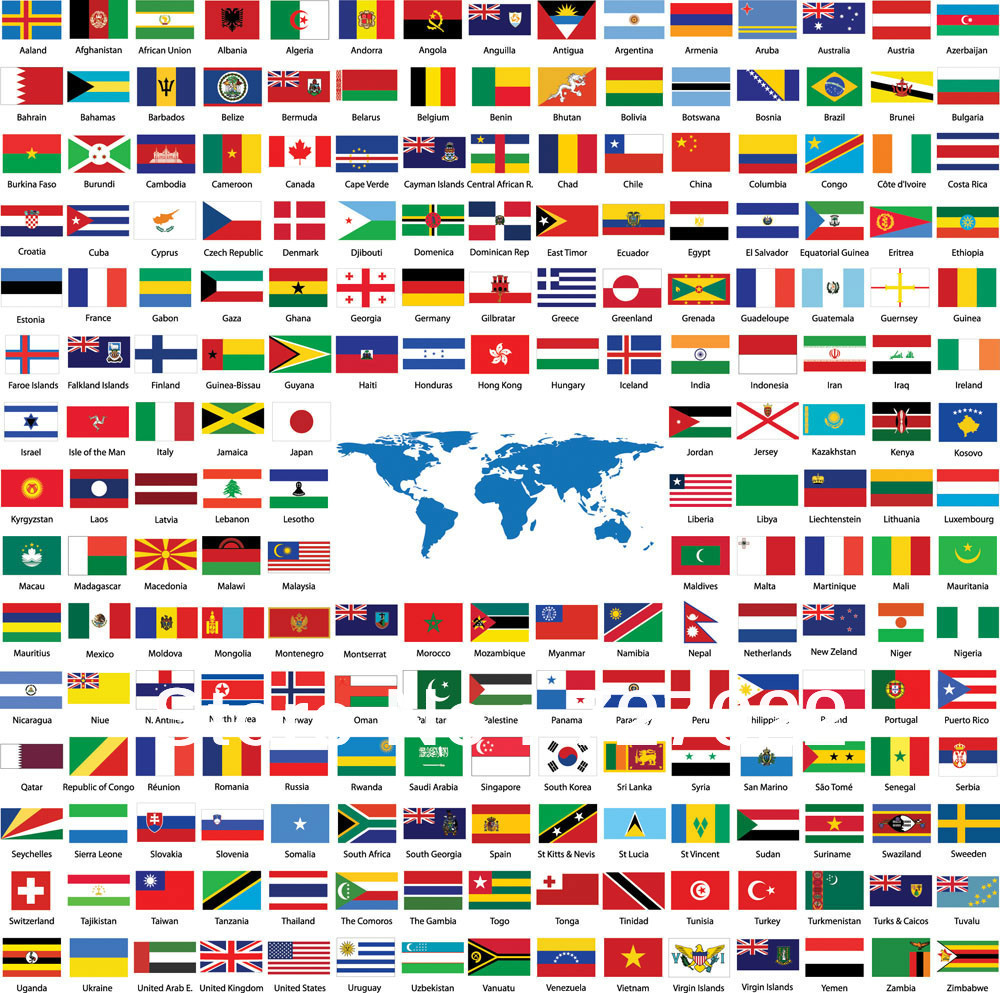 Aaland Afghanistan African Union Albania Algeria Andorra Angola Anguilla Antigua Argentina Armenia Aruba Australia Austria Azerbaijan
Bahrain Bahamas Barbados Belize Bermuda Belarus Belgium Benin Bhutan Bolivia Botswana Bosnia Brazil Brunei Bulgaria
Burkina Faso Burundi Cambodia Cameroon Canada Cape Verde Cayman Islands Central African R. Chad Chile China Columbia Congo Côte d'Ivoire Costa Rica
Croatia Cuba Cyprus Czech Republic Denmark Djibouti Domenica Dominican Rep East Timor Ecuador Egypt El Salvador Equatorial Guinea Eritrea Ethiopia
Estonia France Gabon Gaza Ghana Georgia Germany Gilbratar Greece Greenland Grenada Guadeloupe Guatemala Guernsey Guinea
Faroe Islands Falkland Islands Finland Guinea-Bissau Guyana Haiti Honduras Hong Kong Hungary Iceland India Indonesia Iran Iraq Ireland
Israel Isle of the Man Italy Jamaica Japan Jordan Jersey Kazakhstan Kenya Kosovo
Kyrgyzstan Laos Latvia Lebanon Lesotho Liberia Libya Liechtenstein Lithuania Luxembourg
Macau Madagascar Macedonia Malawi Malaysia Maldives Malta Martinique Mali Mauritania
Mauritius Mexico Moldova Mongolia Montenegro Montserrat Morocco Mozambique Myanmar Namibia Nepal Netherlands New Zeland Niger Nigeria
Nicaragua Niue N. Antilles Norway Oman Palestine Panama Peru Portugal Puerto Rico
Qatar Republic of Congo Réunion Romania Russia Rwanda Saudi Arabia Singapore South Korea Sri Lanka Syria San Marino São Tomé Senegal Serbia
Seychelles Sierra Leone Slovakia Slovenia Somalia South Africa South Georgia Spain St Kitts & Nevis St Lucia St Vincent Sudan Suriname Swaziland Sweeden
Switzerland Tajikistan Taiwan Tanzania Thailand The Comoros The Gambia Togo Tonga Trinidad Tunisia Turkey Turkmenistan Turks & Caicos Tuvalu
Uganda Ukraine United Arab E. United Kingdom United States Uruguay Uzbekistan Vanuatu Venezuela Vietnam Virgin Islands Virgin Islands Yemen Zambia Zimbabwe